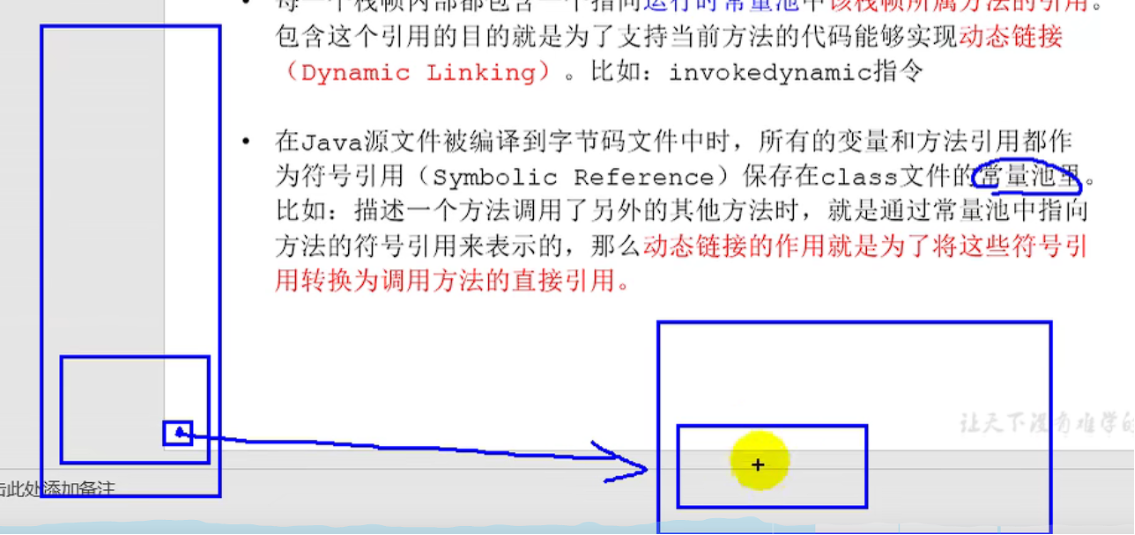 • 每一个栈帧内部都包含一个指向运行时常量池中该栈帧所属方法的引用。
包含这个引用的目的就是为了支持当前方法的代码能够实现动态链接
（Dynamic Linking）。比如：invokedynamic指令
• 在Java源文件被编译到字节码文件中时，所有的变量和方法引用都作
为符号引用（Symbolic Reference）保存在class文件的常量池里。
比如：描述一个方法调用了另外的其他方法时，就是通过常量池中指向
方法的符号引用来表示的，那么动态链接的作用就是为了将这些符号引
用转换为调用方法的直接引用。
让天下没有难学的
击此处添加备注